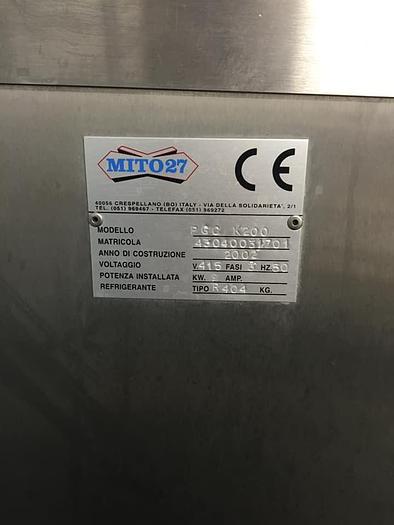 MITO27
CE
40056 CRESPELLANO (BO) ITALY - VIA DELLA SOLIDARIETA', 2/1
TEL. (051) 969467 - TELEFAX (051) 969272
MODELLO PGC K200
MATRICOLA
ANNO DI COSTRUZIONE 2002
VOLTAGGIO V.415 FASI 3 HZ.50
POTENZA INSTALLATA KW. 9 AMP.
REFRIGERANTE TIPO R404 KG.